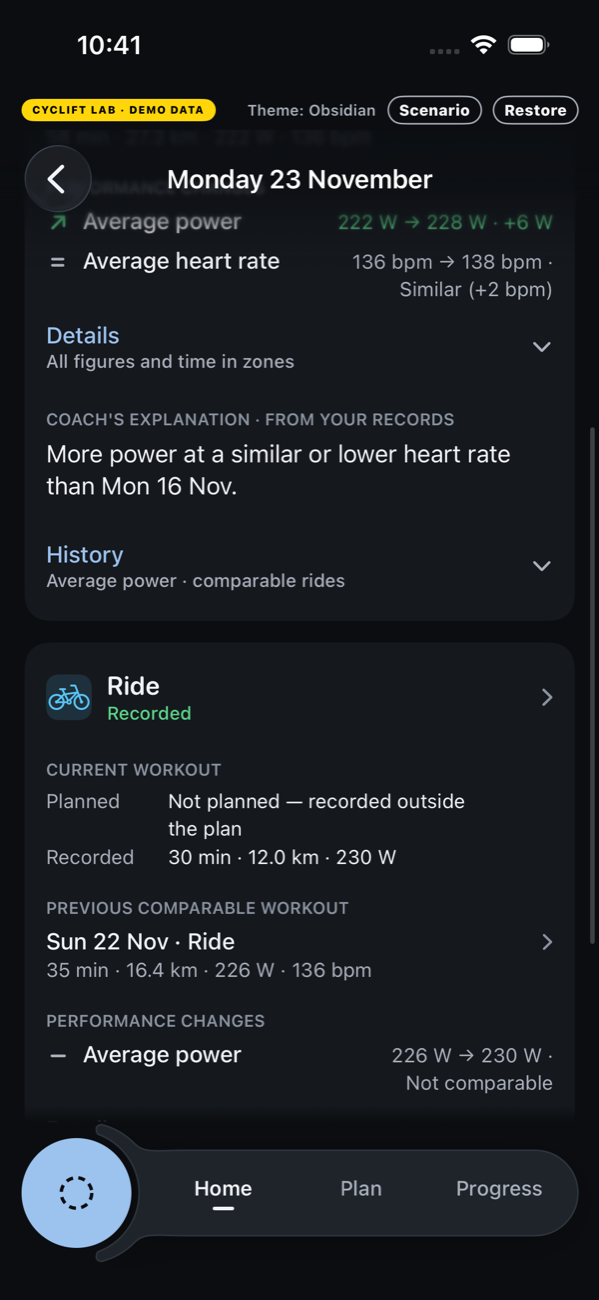 10:41
CYCLIFT LAB · DEMO DATA
Theme: Obsidian
Scenario
Restore
Monday 23 November
Average power
222 W → 228 W · +6 W
= Average heart rate
136 bpm → 138 bpm ·
Similar (+2 bpm)
Details
All figures and time in zones
COACH'S EXPLANATION · FROM YOUR RECORDS
More power at a similar or lower heart rate
than Mon 16 Nov.
History
Average power · comparable rides
Ride
Recorded
CURRENT WORKOUT
Planned
Not planned — recorded outside
the plan
Recorded
30 min · 12.0 km · 230 W
PREVIOUS COMPARABLE WORKOUT
Sun 22 Nov · Ride
35 min · 16.4 km · 226 W · 136 bpm
PERFORMANCE CHANGES
– Average power
226 W → 230 W ·
Not comparable
Home
Plan
Progress